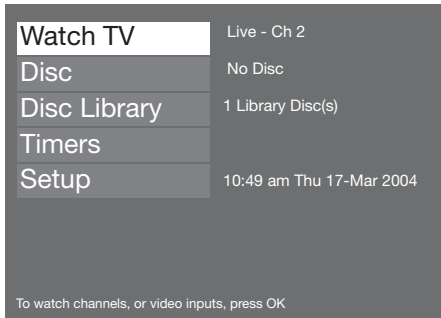 Watch TV
Live - Ch 2
Disc
No Disc
Disc Library
1 Library Disc(s)
Timers
Setup
10:49 am Thu 17-Mar 2004
To watch channels, or video inputs, press OK